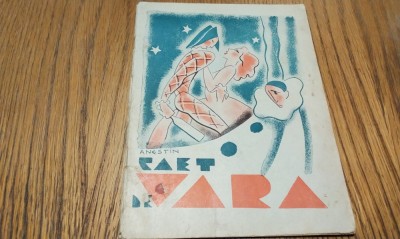 ANESTIN
CAET
DE
VARA